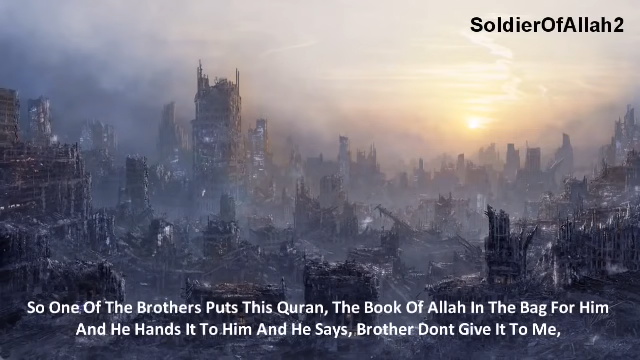 SoldierOfAllah2
So One Of The Brothers Puts This Quran, The Book Of Allah In The Bag For Him
And He Hands It To Him And He Says, Brother Dont Give It To Me,